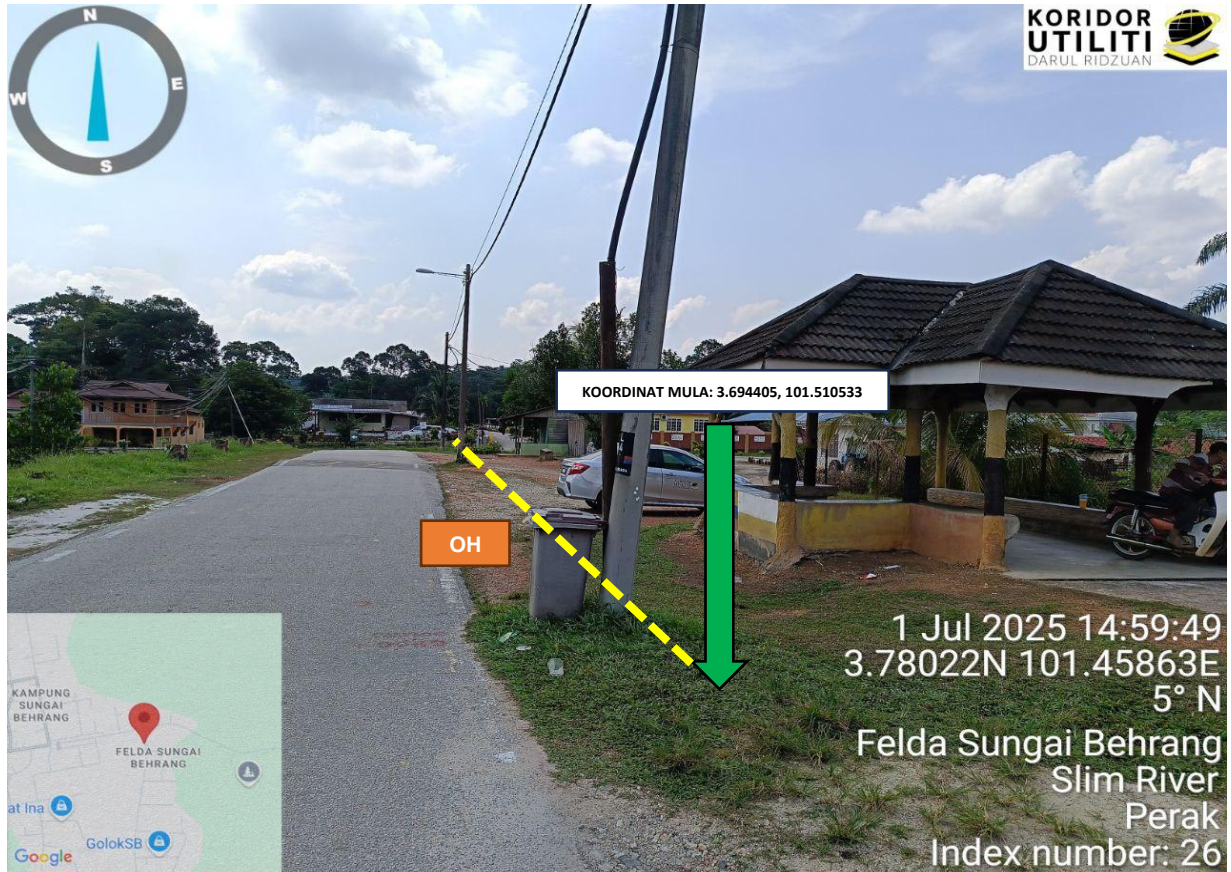 N
E
W
S
KORIDOR
UTILITI
DARUL RIDZUAN
KOORDINAT MULA: 3.694405, 101.510533
OH
1 Jul 2025 14:59:49
3.78022N 101.45863E
5° N
Felda Sungai Behrang
Slim River
Perak
Index number: 26
KAMPUNG
SUNGAI
BEHRANG
FELDA SUNGAI
BEHRANG
at Ina
GolokSB
Google